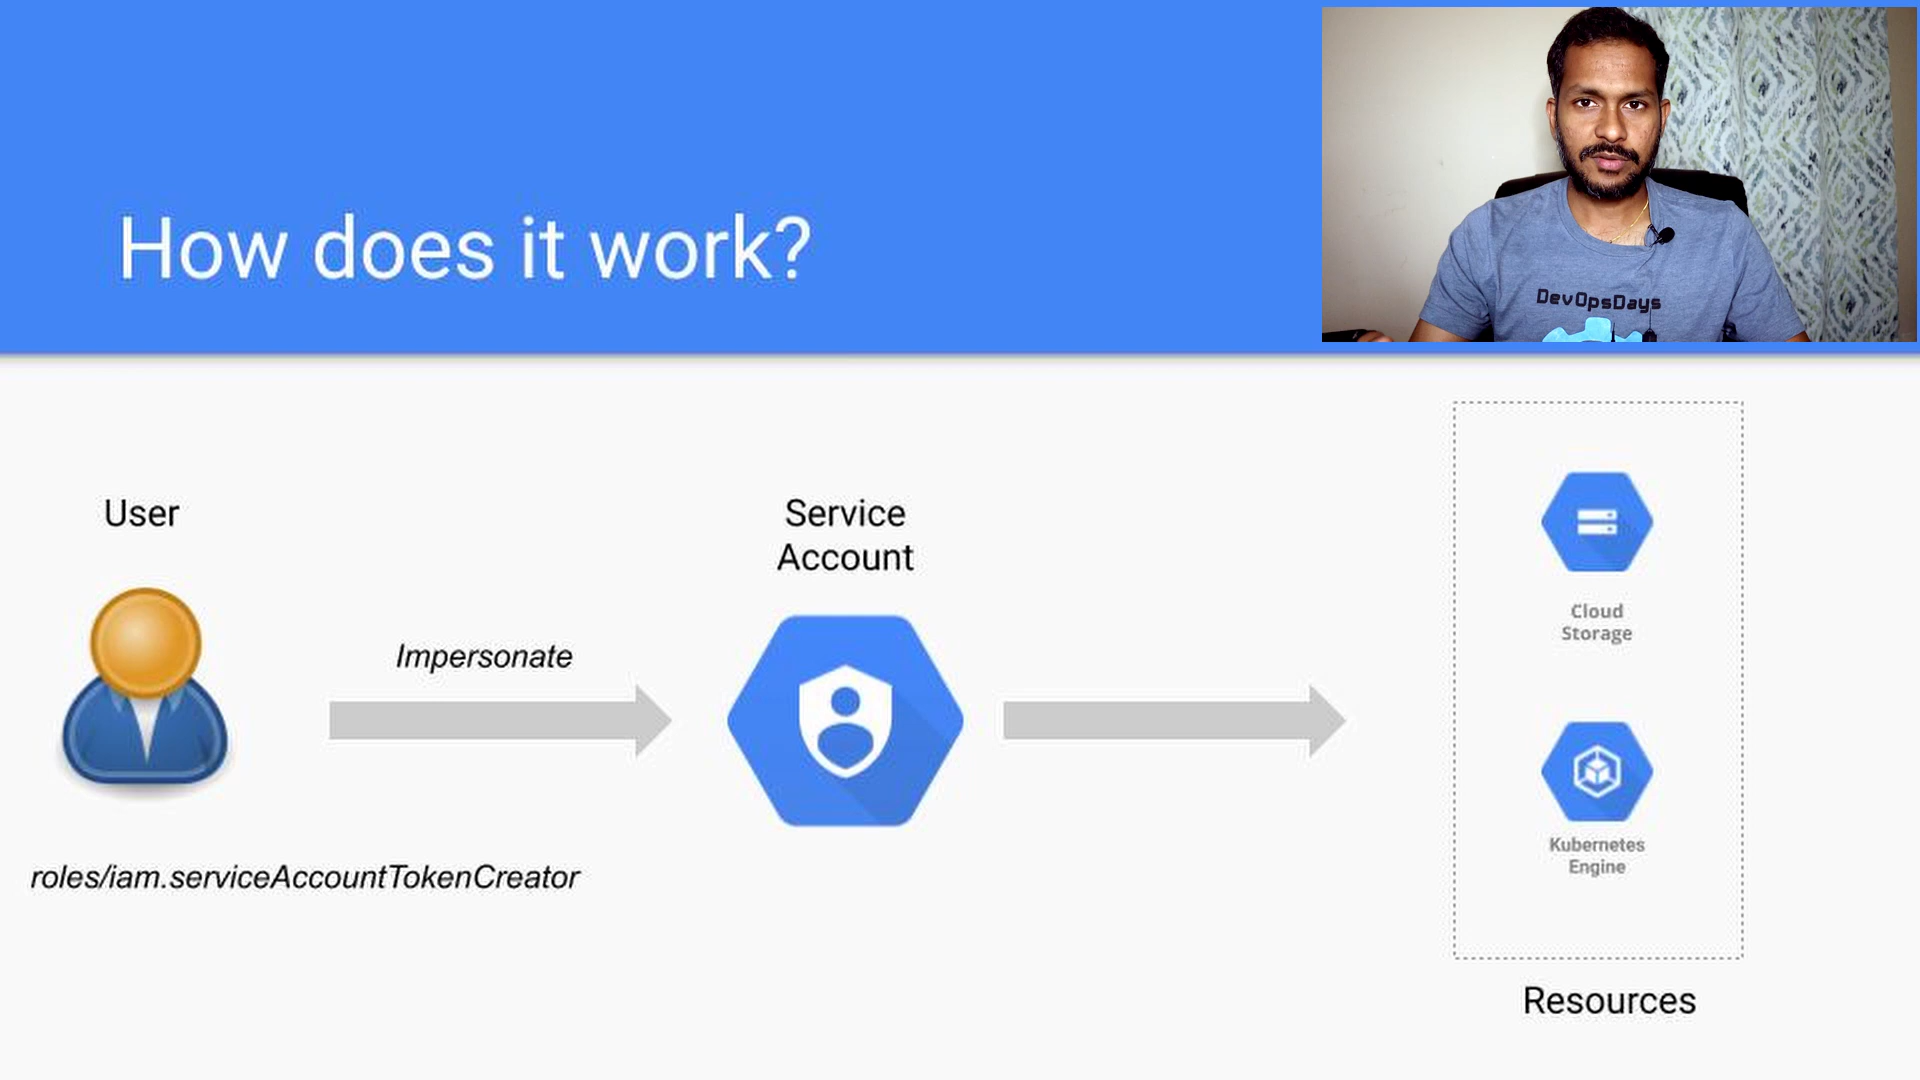 How does it work?
DevOpsDays
User
Service
Account
Impersonate
roles/iam.serviceAccountTokenCreator
Cloud
Storage
Kubernetes
Engine
Resources